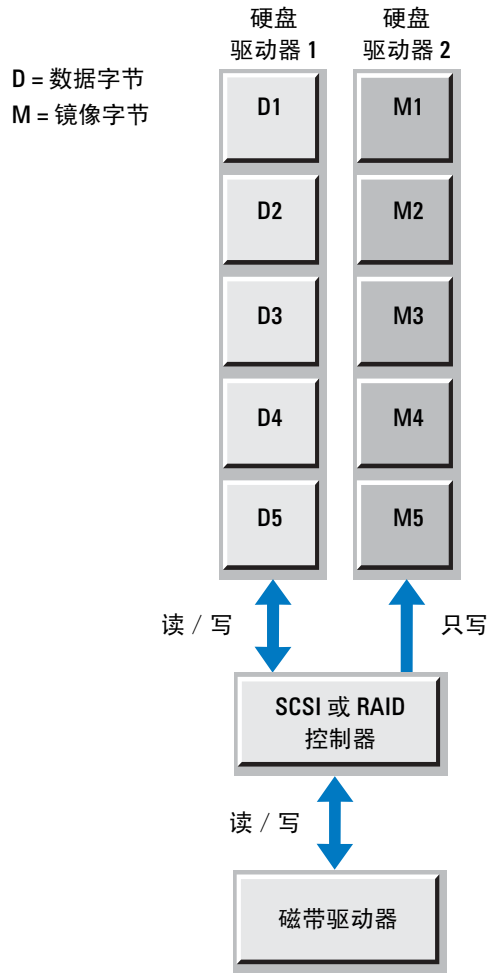 硬盘
驱动器 1
硬盘
驱动器 2
D = 数据字节
M = 镜像字节
D1
M1
D2
M2
D3
M3
D4
M4
D5
M5
读 / 写
只写
SCSI 或 RAID
控制器
读 / 写
磁带驱动器